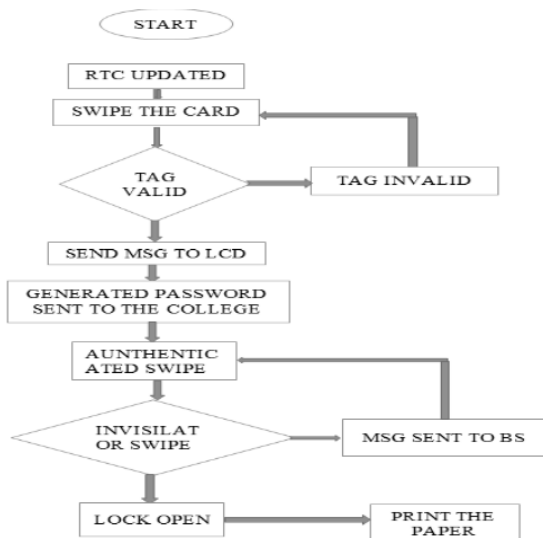 START
RTC UPDATED
SWIPE THE CARD
TAG
VALID
TAG INVALID
SEND MSG TO LCD
GENERATED PASSWORD
SENT TO THE COLLEGE
AUNTHENTIC
ATED SWIPE
INVISILAT
OR SWIPE
MSG SENT TO BS
LOCK OPEN
PRINT THE
PAPER